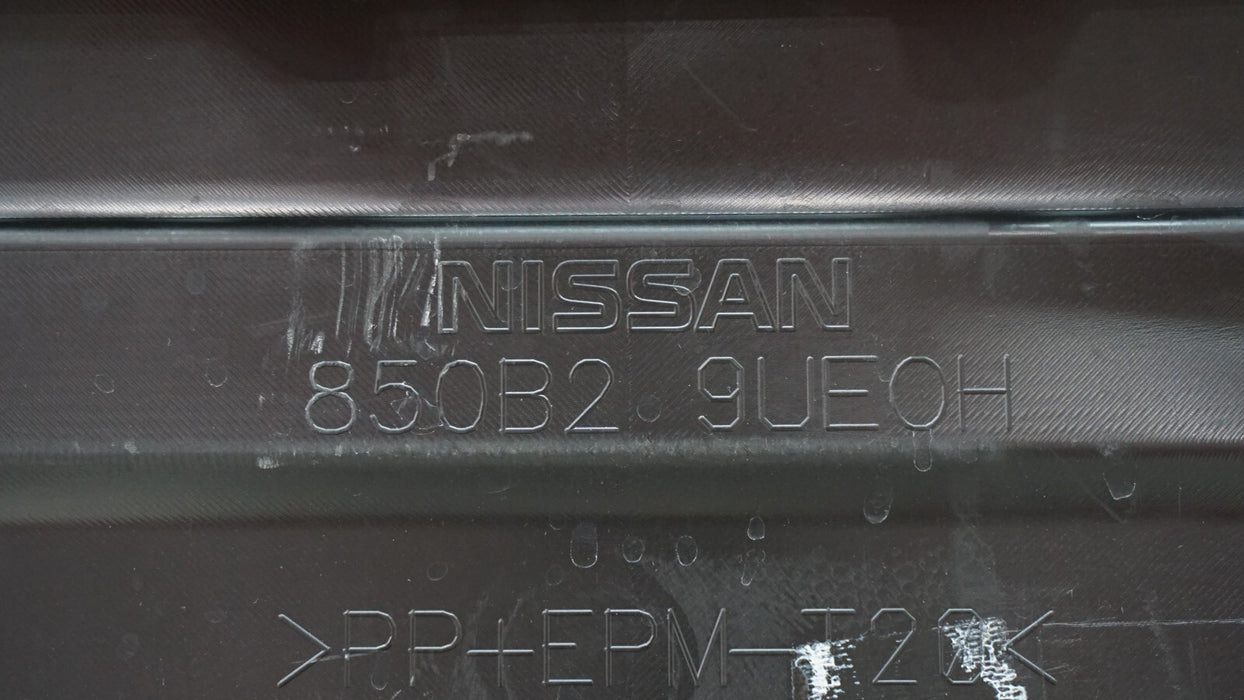 NISSAN
850B2 9UE0H
>PP+EPM-T20<